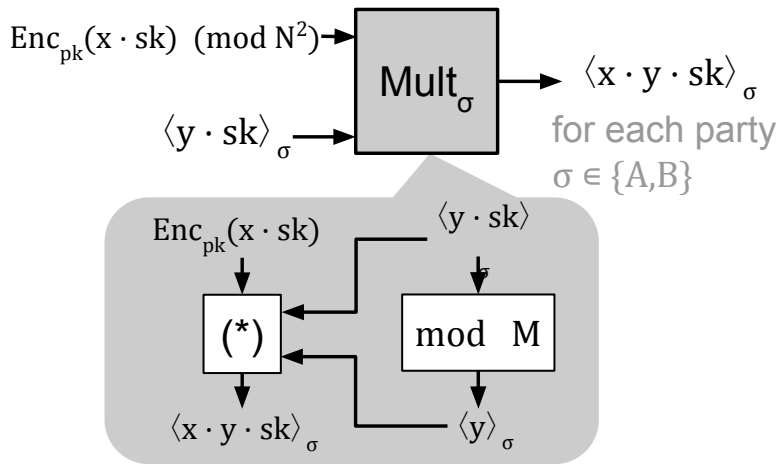 Enc_pk(x · sk) (mod N²)
Mult_σ
⟨x · y · sk⟩_σ
⟨y · sk⟩_σ
for each party
σ ∈ {A,B}
Enc_pk(x · sk)
⟨y · sk⟩
σ
(*)
mod M
⟨x · y · sk⟩_σ
⟨y⟩_σ